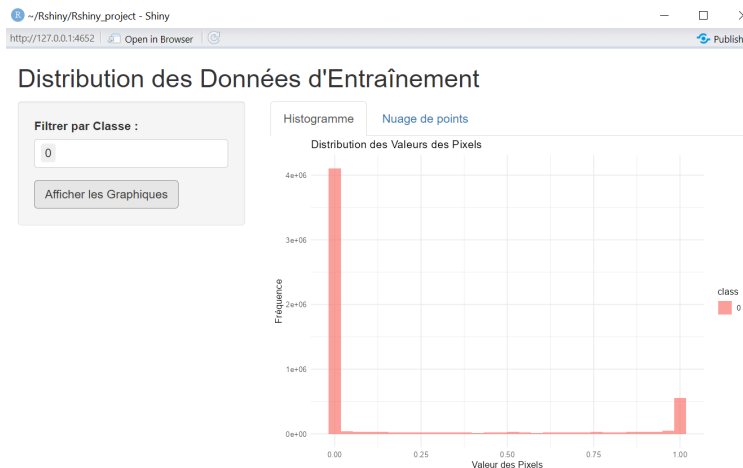 R ~/Rshiny/Rshiny_project - Shiny
http://127.0.0.1:4652 Open in Browser Publish
Distribution des Données d'Entraînement
Filtrer par Classe :
0
Afficher les Graphiques
Histogramme Nuage de points
Distribution des Valeurs des Pixels
4e+06
3e+06
2e+06
1e+06
0e+00
Fréquence
0.00 0.25 0.50 0.75 1.00
Valeur des Pixels
class
0